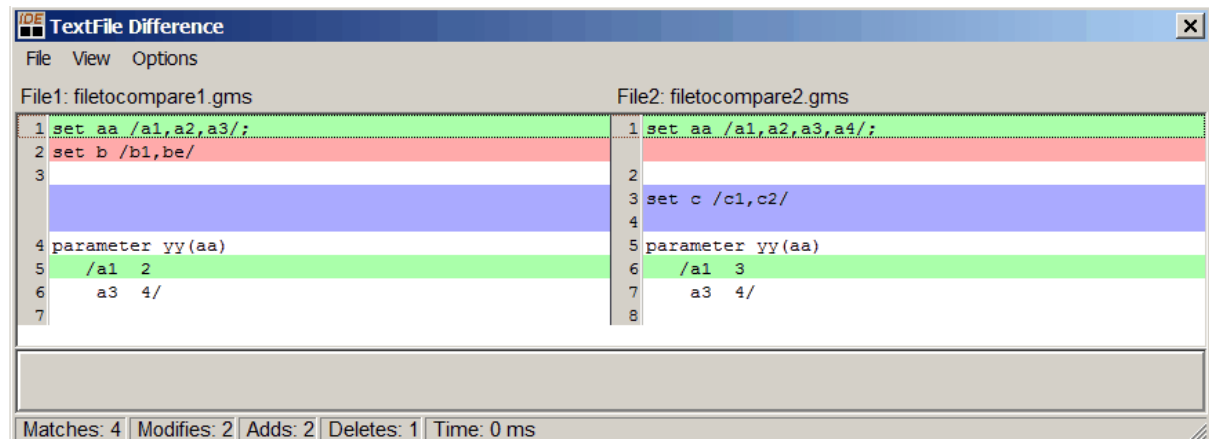 IDE TextFile Difference
File View Options
File1: filetocompare1.gms File2: filetocompare2.gms
1 set aa /a1,a2,a3/; 1 set aa /a1,a2,a3,a4/;
2 set b /b1,be/
3 2
3 set c /c1,c2/
4
4 parameter yy(aa) 5 parameter yy(aa)
5 /a1 2 6 /a1 3
6 a3 4/ 7 a3 4/
7 8
Matches: 4 Modifies: 2 Adds: 2 Deletes: 1 Time: 0 ms